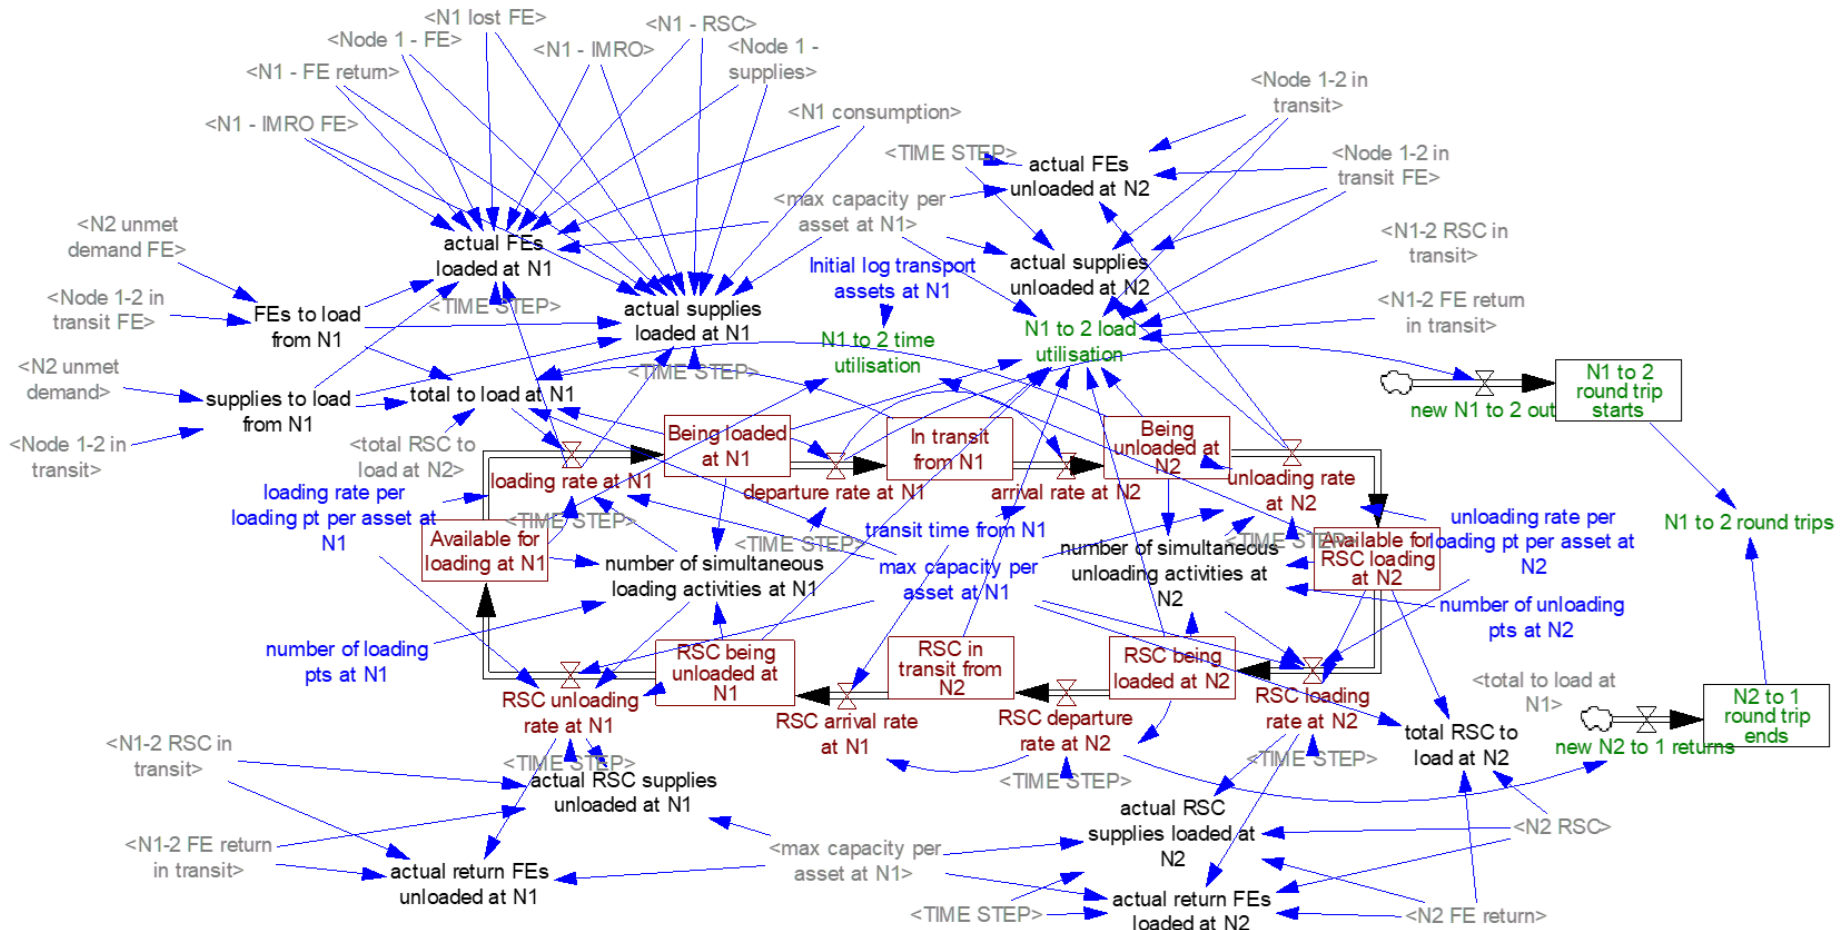 <N1 lost FE>
<Node 1 - FE>
<N1 - RSC>
<N1 - IMRO>
<Node 1 -
supplies>
<N1 - FE return>
<N1 - IMRO FE>
<N1 consumption>
<Node 1-2 in
transit>
<TIME STEP>
actual FEs
unloaded at N2
<Node 1-2 in
transit FE>
<max capacity per
asset at N1>
<N2 unmet
demand FE>
actual FEs
loaded at N1
<N1-2 RSC in
transit>
actual supplies
unloaded at N2
Initial log transport
assets at N1
<Node 1-2 in
transit FE>
FEs to load
from N1
<TIME STEP>
actual supplies
loaded at N1
N1 to 2 time
utilisation
N1 to 2 load
utilisation
<N1-2 FE return
in transit>
<N2 unmet
demand>
supplies to load
from N1
total to load at N1
<TIME STEP>
N1 to 2
round trip
starts
new N1 to 2 out
<Node 1-2 in
transit>
<total RSC to
load at N2>
Being loaded
at N1
In transit
from N1
Being
unloaded at
N2
loading rate at N1
departure rate at N1
arrival rate at N2
unloading rate
at N2
loading rate per
loading pt per asset at
N1
<TIME STEP>
Available for
loading at N1
<TIME STEP>
transit time from N1
<TIME STEP>
Available for
RSC loading
at N2
unloading rate per
loading pt per asset at
N2
N1 to 2 round trips
number of simultaneous
loading activities at N1
max capacity per
asset at N1
number of simultaneous
unloading activities at
N2
number of unloading
pts at N2
number of loading
pts at N1
RSC being
unloaded at
N1
RSC in
transit from
N2
RSC being
loaded at N2
RSC unloading
rate at N1
RSC arrival rate
at N1
RSC departure
rate at N2
RSC loading
rate at N2
<total to load at
N1>
total RSC to
load at N2
N2 to 1
round trip
ends
new N2 to 1 returns
<N1-2 RSC in
transit>
<TIME STEP>
actual RSC supplies
unloaded at N1
<TIME STEP>
<TIME STEP>
actual RSC
supplies loaded at
N2
<N2 RSC>
<N1-2 FE return
in transit>
actual return FEs
unloaded at N1
<max capacity per
asset at N1>
<TIME STEP>
actual return FEs
loaded at N2
<N2 FE return>